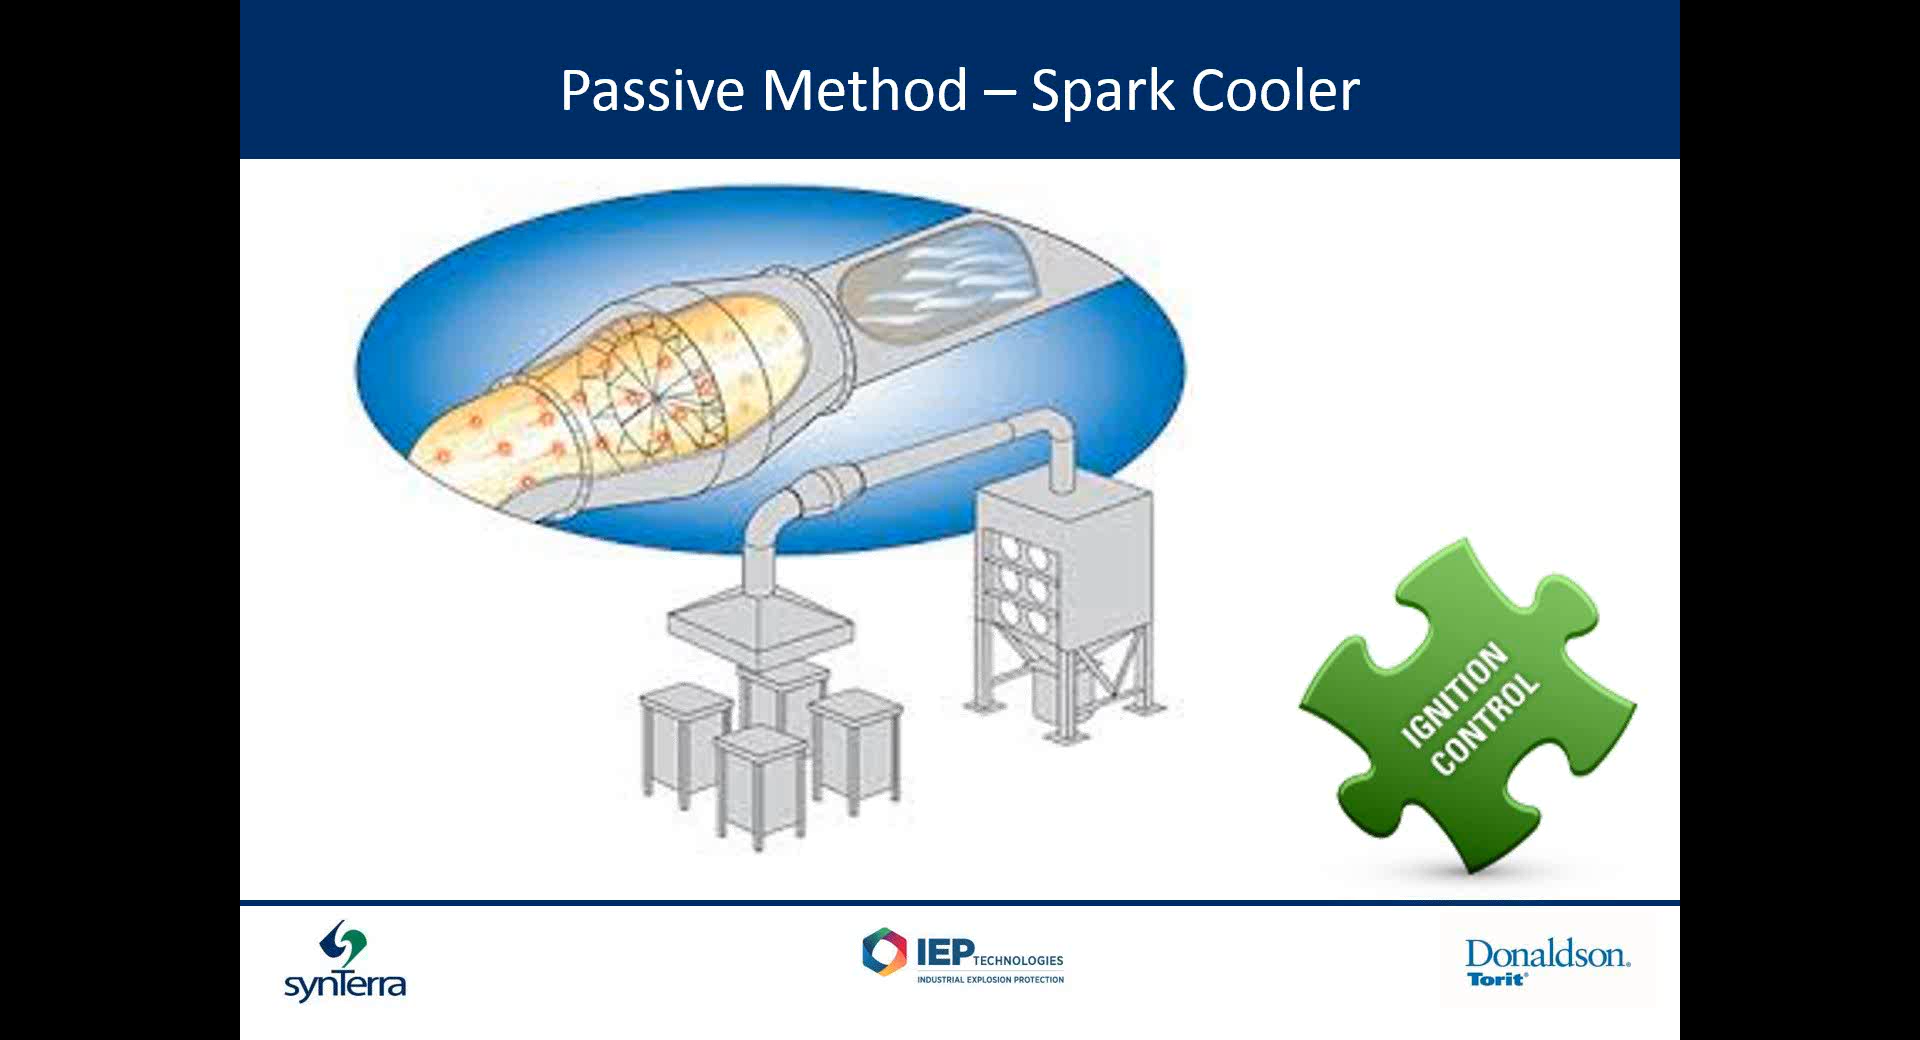 Passive Method – Spark Cooler
IGNITION
CONTROL
synTerra
IEP TECHNOLOGIES
INDUSTRIAL EXPLOSION PROTECTION
Donaldson®
Torit®